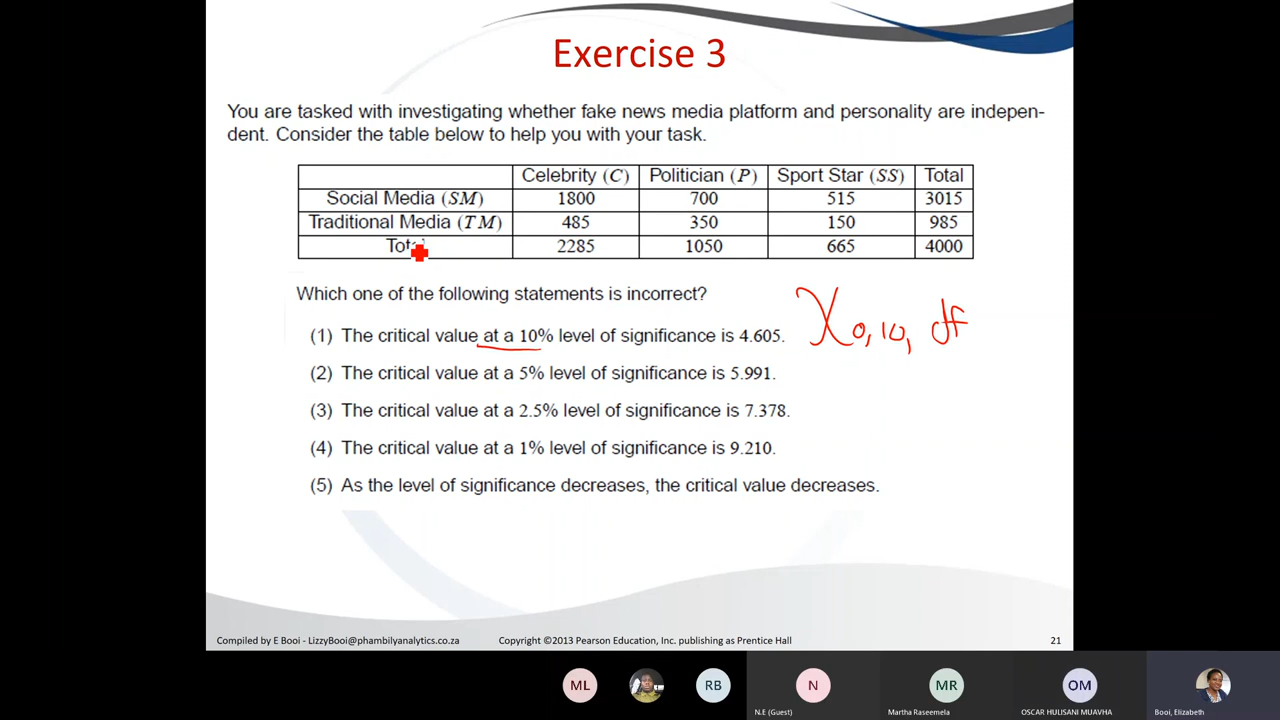 Exercise 3
You are tasked with investigating whether fake news media platform and personality are indepen-
dent. Consider the table below to help you with your task.
Celebrity (C) Politician (P) Sport Star (SS) Total
Social Media (SM) 1800 700 515 3015
Traditional Media (TM) 485 350 150 985
Total 2285 1050 665 4000
Which one of the following statements is incorrect?
(1) The critical value at a 10% level of significance is 4.605.
X0,10, df
(2) The critical value at a 5% level of significance is 5.991.
(3) The critical value at a 2.5% level of significance is 7.378.
(4) The critical value at a 1% level of significance is 9.210.
(5) As the level of significance decreases, the critical value decreases.
Compiled by E Booi - LizzyBooi@phambilyanalytics.co.za Copyright ©2013 Pearson Education, Inc. publishing as Prentice Hall 21
ML RB N MR OM
N.E (Guest) Martha Raseemela OSCAR HULISANI MUAVHA Booi, Elizabeth